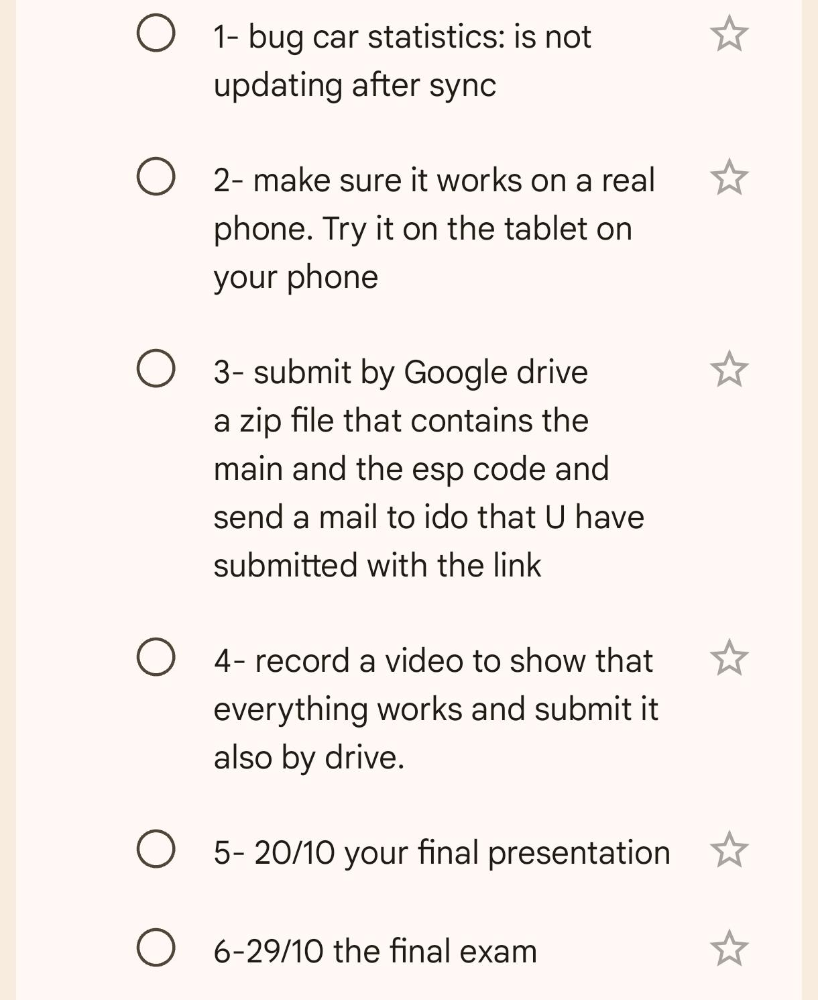 1- bug car statistics: is not
updating after sync
2- make sure it works on a real
phone. Try it on the tablet on
your phone
3- submit by Google drive
a zip file that contains the
main and the esp code and
send a mail to ido that U have
submitted with the link
4- record a video to show that
everything works and submit it
also by drive.
5- 20/10 your final presentation
6-29/10 the final exam